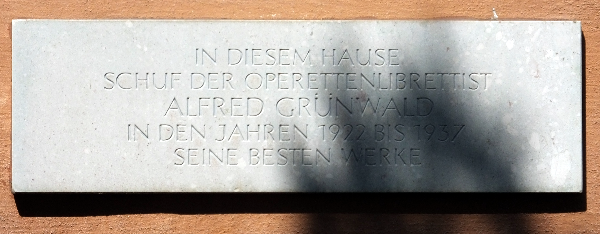 IN DIESEM HAUSE
SCHUF DER OPERETTENLIBRETTIST
ALFRED GRÜNWALD
IN DEN JAHREN 1922 BIS 1937
SEINE BESTEN WERKE